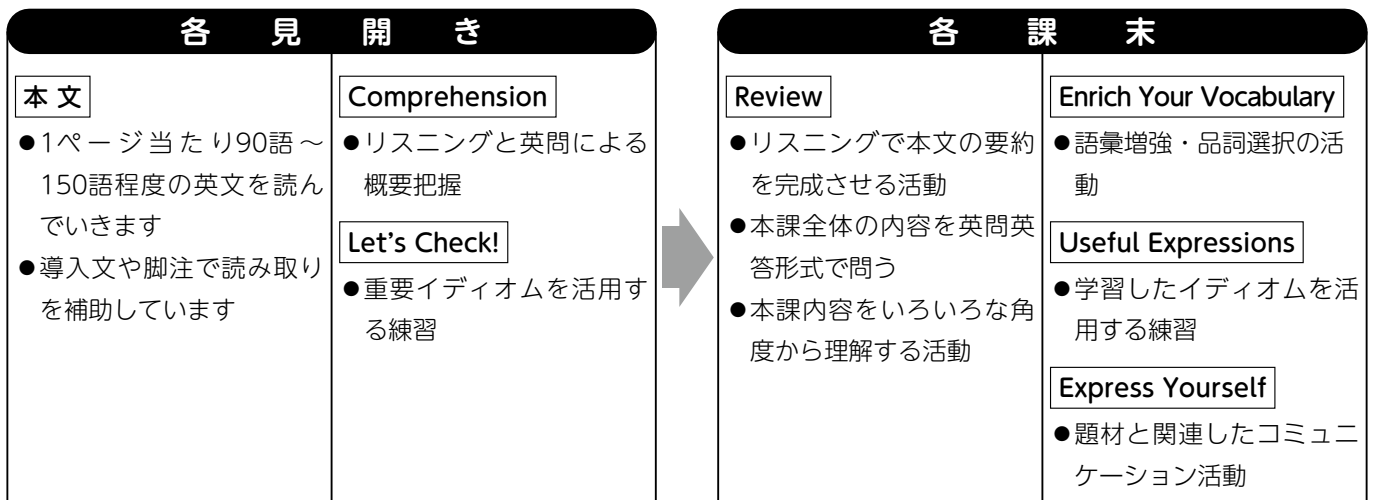 各見開き
本文
●1ページ当たり90語～
150語程度の英文を読ん
でいきます
●導入文や脚注で読み取り
を補助しています
Comprehension
●リスニングと英問による
概要把握
Let's Check!
●重要イディオムを活用す
る練習
各課末
Review
●リスニングで本文の要約
を完成させる活動
●本課全体の内容を英問英
答形式で問う
●本課内容をいろいろな角
度から理解する活動
Enrich Your Vocabulary
●語彙増強・品詞選択の活
動
Useful Expressions
●学習したイディオムを活
用する練習
Express Yourself
●題材と関連したコミュニ
ケーション活動